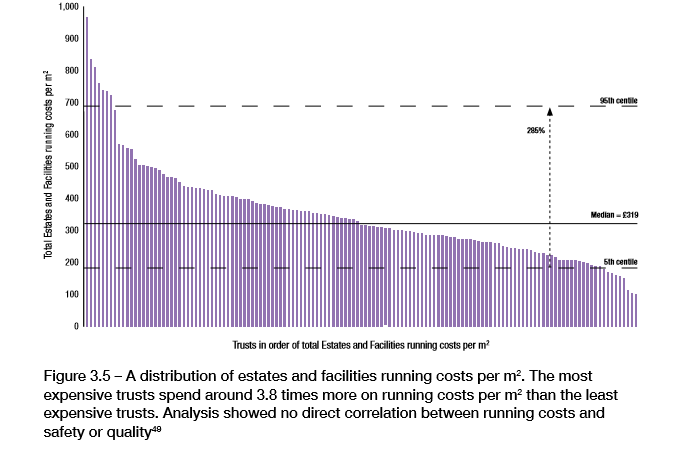 1,000
900
800
700
600
500
400
300
200
100
0
Total Estates and Facilities running costs per m²
95th centile
285%
Median = £319
5th centile
Trusts in order of total Estates and Facilities running costs per m²
Figure 3.5 – A distribution of estates and facilities running costs per m². The most
expensive trusts spend around 3.8 times more on running costs per m² than the least
expensive trusts. Analysis showed no direct correlation between running costs and
safety or quality⁴⁹